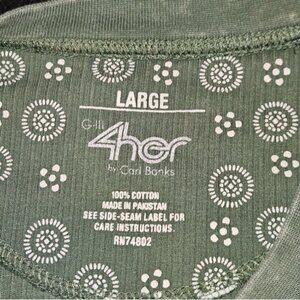 LARGE
G-III
4her
by Carl Banks
100% COTTON
MADE IN PAKISTAN
SEE SIDE-SEAM LABEL FOR
CARE INSTRUCTIONS
RN74802